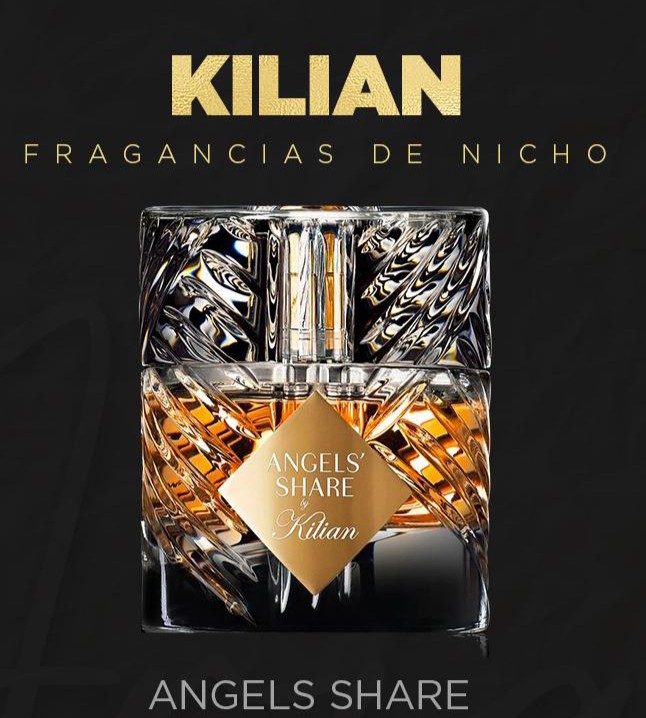 KILIAN
FRAGANCIAS DE NICHO
ANGELS'
SHARE
by
Kilian
ANGELS SHARE